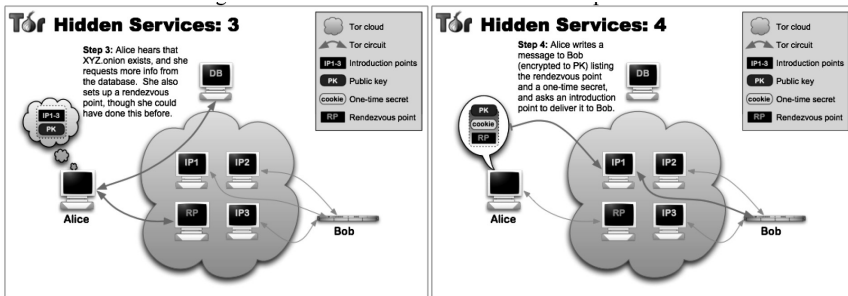 Tor Hidden Services: 3
Step 3: Alice hears that
XYZ.onion exists, and she
requests more info from
the database. She also
sets up a rendezvous
point, though she could
have done this before.
DB
Tor cloud
Tor circuit
IP1-3 Introduction points
PK Public key
cookie One-time secret
RP Rendezvous point
IP1-3
PK
IP1
IP2
RP
IP3
Alice
Bob
Tor Hidden Services: 4
Step 4: Alice writes a
message to Bob
(encrypted to PK) listing
the rendezvous point
and a one-time secret,
and asks an introduction
point to deliver it to Bob.
DB
Tor cloud
Tor circuit
IP1-3 Introduction points
PK Public key
cookie One-time secret
RP Rendezvous point
PK
cookie
RP
IP1
IP2
RP
IP3
Alice
Bob